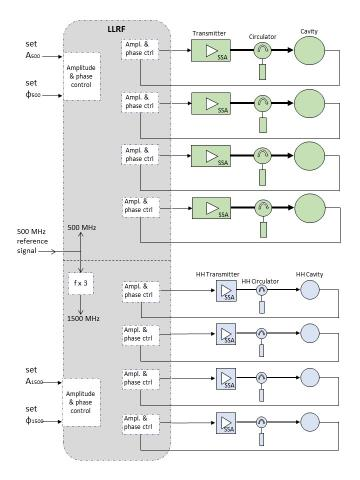 LLRF
Transmitter
Circulator
Cavity
set
A500
set
ϕ500
Amplitude
& phase
control
Ampl. &
phase ctrl
SSA
Ampl. &
phase ctrl
SSA
Ampl. &
phase ctrl
SSA
Ampl. &
phase ctrl
SSA
500 MHz
reference
signal
500 MHz
f x 3
1500 MHz
HH Transmitter
HH Circulator
HH Cavity
Ampl. &
phase ctrl
SSA
Ampl. &
phase ctrl
SSA
set
A1500
set
ϕ1500
Amplitude
& phase
control
Ampl. &
phase ctrl
SSA
Ampl. &
phase ctrl
SSA